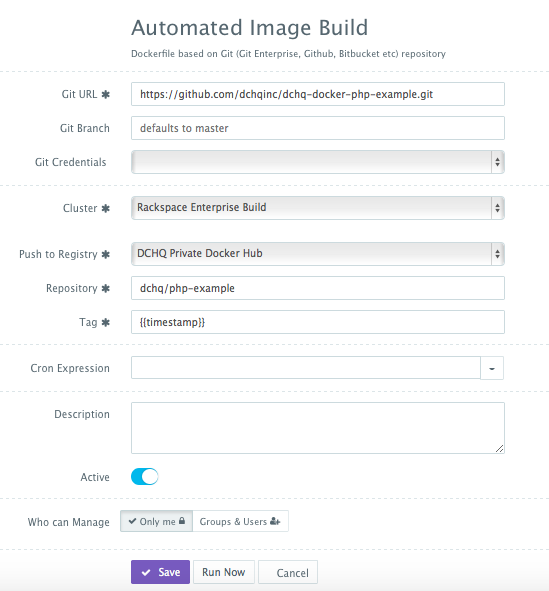 Automated Image Build
Dockerfile based on Git (Git Enterprise, Github, Bitbucket etc) repository
Git URL ✱ https://github.com/dchqinc/dchq-docker-php-example.git
Git Branch defaults to master
Git Credentials
Cluster ✱ Rackspace Enterprise Build
Push to Registry ✱ DCHQ Private Docker Hub
Repository ✱ dchq/php-example
Tag ✱ {{timestamp}}
Cron Expression
Description
Active
Who can Manage Only me Groups & Users
Save Run Now Cancel